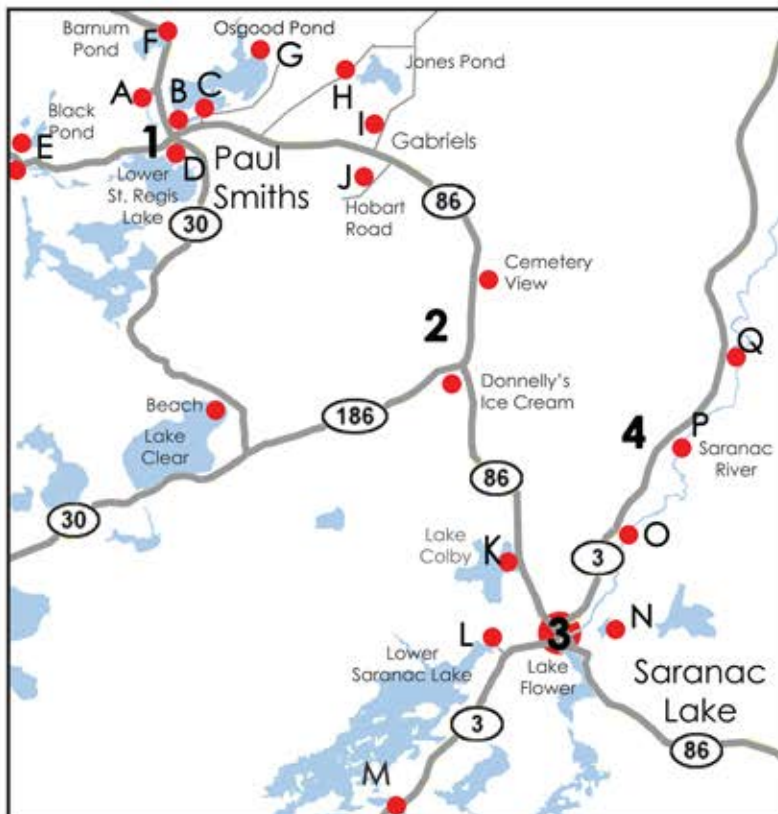 Barnum
Pond
F
Osgood Pond
G
Jones Pond
H
A
B
C
Black
Pond
E
1
I
Gabriels
D
Paul
Smiths
Lower
St. Regis
Lake
J
Hobart
Road
30
86
Cemetery
View
2
Q
Donnelly's
Ice Cream
Beach
186
4
P
Lake
Clear
Saranac
River
86
30
Lake
Colby
K
O
3
L
3
N
Lower
Saranac Lake
Lake
Flower
Saranac
Lake
3
86
M